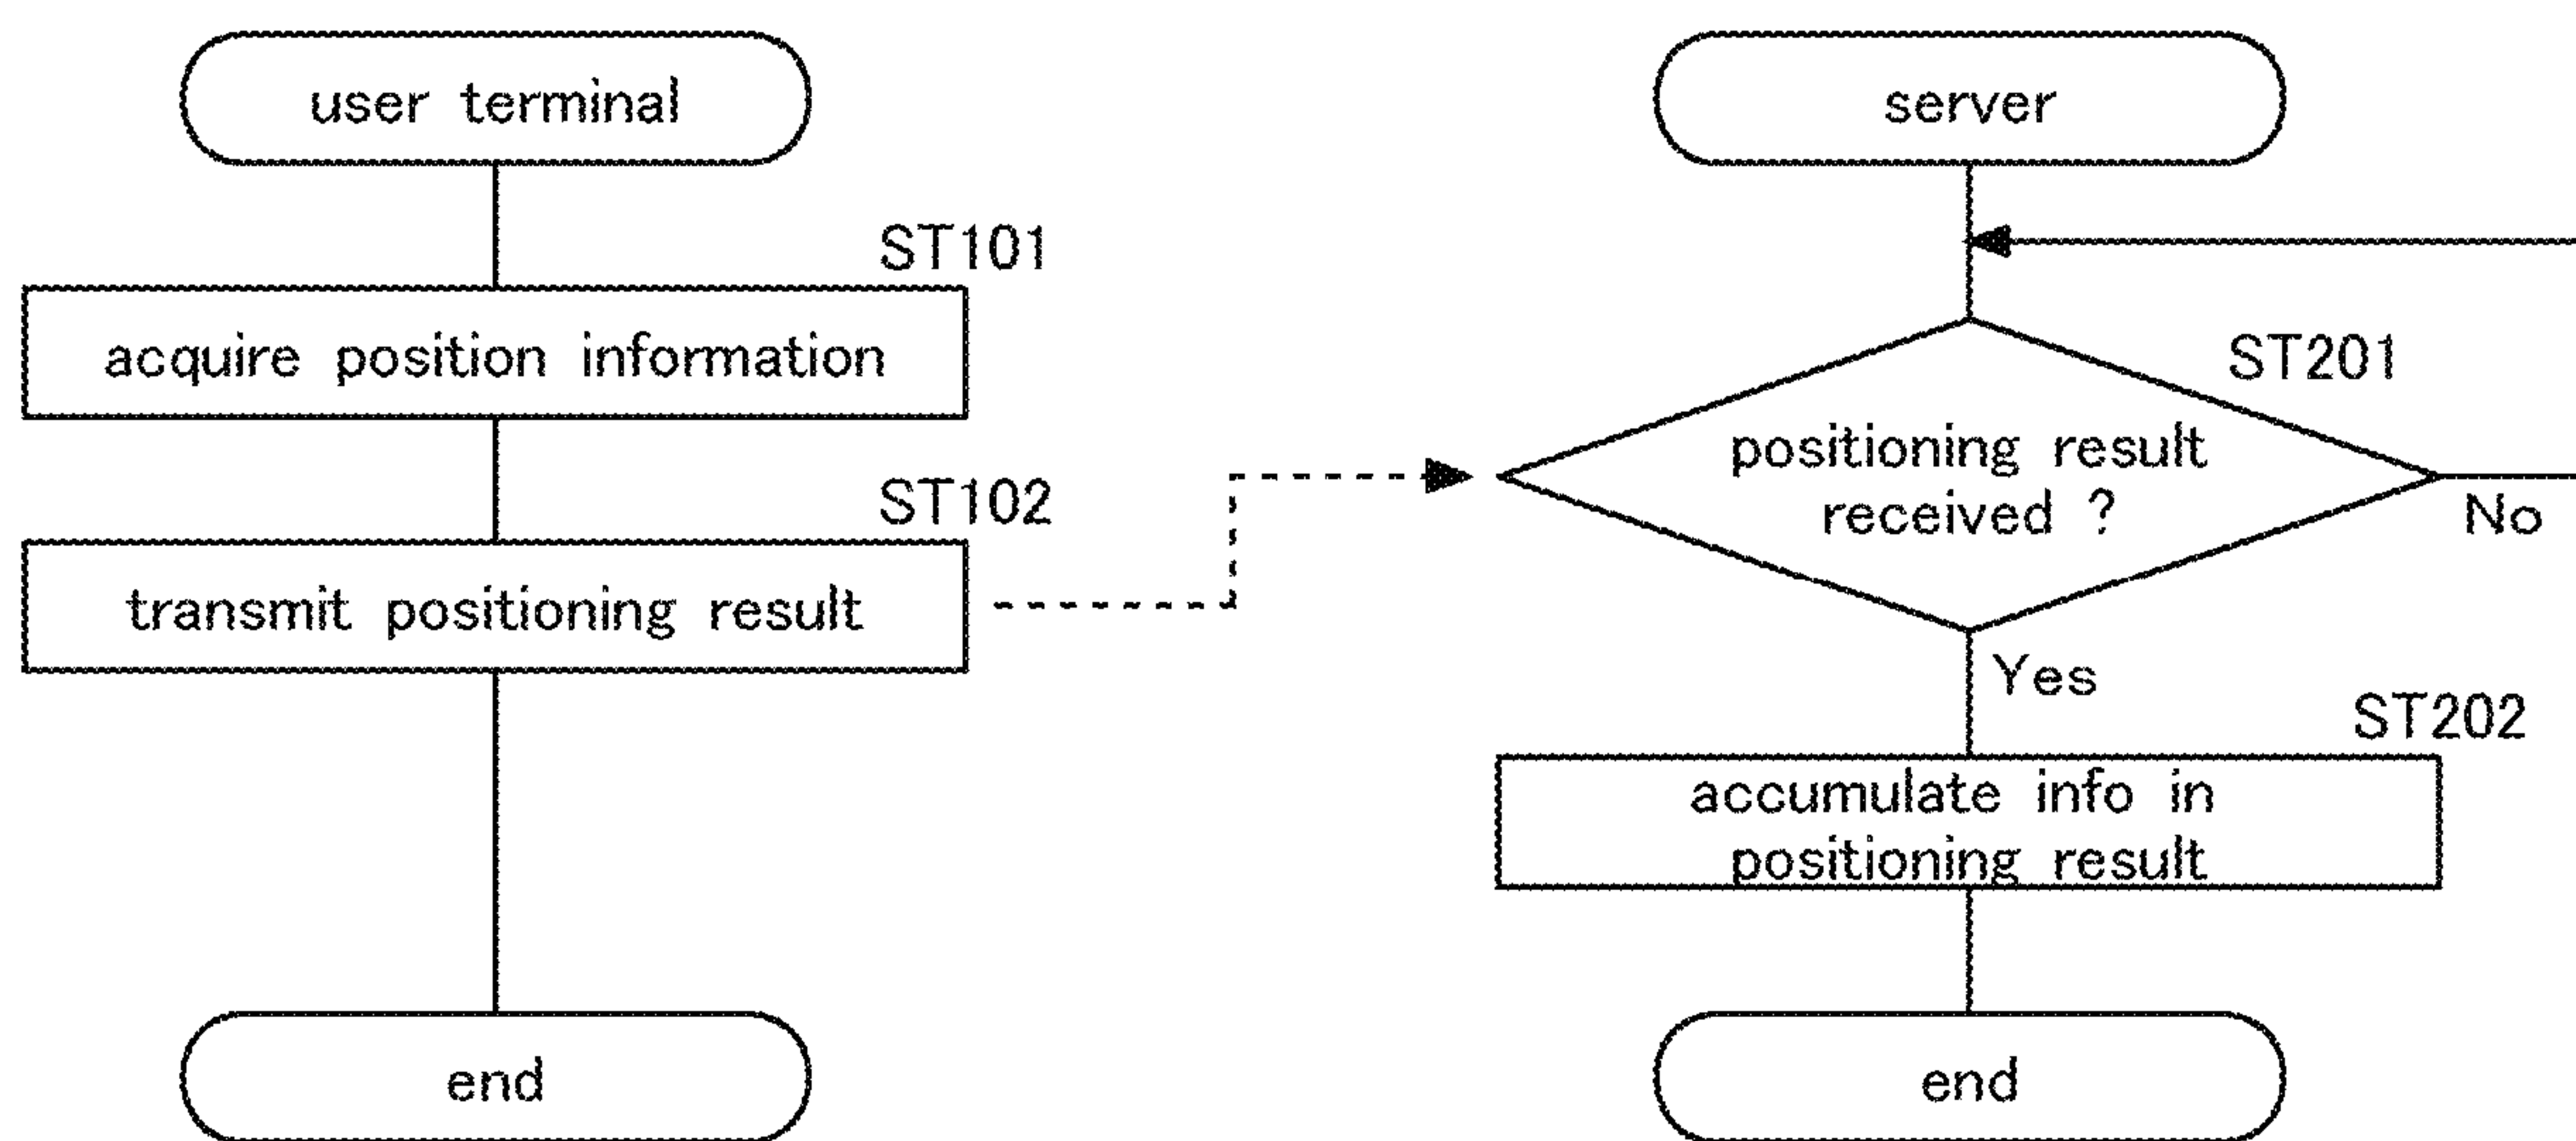 user terminal
ST101
acquire position information
ST102
transmit positioning result
end
server
ST201
positioning result
received ?
No
Yes
ST202
accumulate info in
positioning result
end